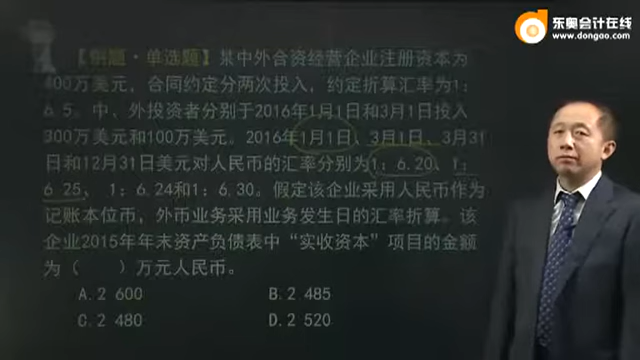 东奥会计在线
www.dongao.com
【例题·单选题】某中外合资经营企业注册资本为
400万美元，合同约定分两次投入，约定折算汇率为1：
6.5。中、外投资者分别于2016年1月1日和3月1日投入
300万美元和100万美元。2016年1月1日、3月1日、3月31
日和12月31日美元对人民币的汇率分别为1：6.20、1：
6.25、1：6.24和1：6.30。假定该企业采用人民币作为
记账本位币，外币业务采用业务发生日的汇率折算。该
企业2015年年末资产负债表中“实收资本”项目的金额
为（　　）万元人民币。
A.2 600
B.2 485
C.2 480
D.2 520